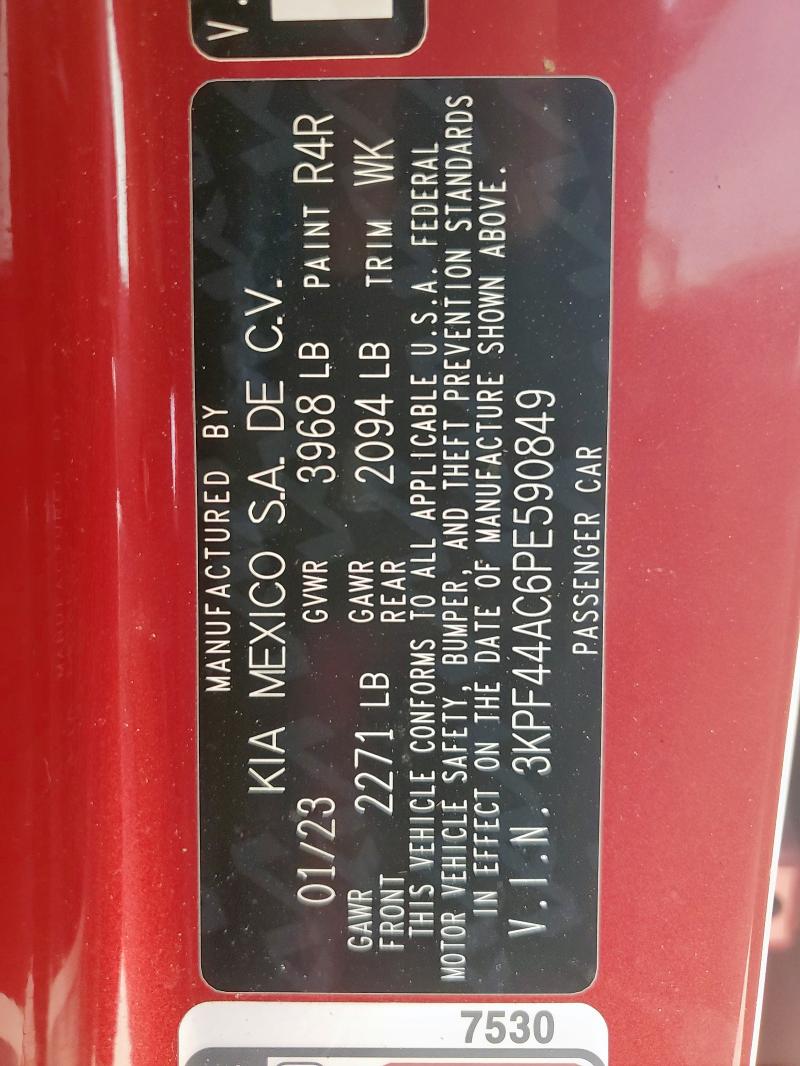 V.
MANUFACTURED BY
KIA MEXICO S.A. DE C.V.
01/23 GVWR 3968 LB PAINT R4R
GAWR FRONT 2271 LB GAWR REAR 2094 LB TRIM WK
THIS VEHICLE CONFORMS TO ALL APPLICABLE U.S.A. FEDERAL
MOTOR VEHICLE SAFETY, BUMPER, AND THEFT PREVENTION STANDARDS
IN EFFECT ON THE DATE OF MANUFACTURE SHOWN ABOVE.
V.I.N. 3KPF44AC6PE590849
PASSENGER CAR
7530